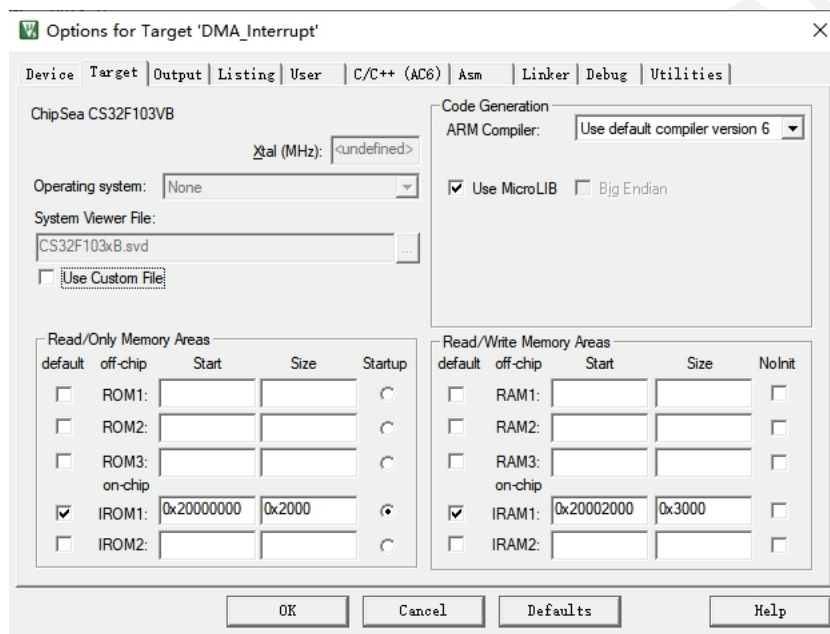 Options for Target 'DMA_Interrupt'
Device Target Output Listing User C/C++ (AC6) Asm Linker Debug Utilities
ChipSea CS32F103VB
Xtal (MHz): <undefined>
Operating system: None
System Viewer File:
CS32F103xB.svd ...
Use Custom File
Code Generation
ARM Compiler: Use default compiler version 6
Use MicroLIB Big Endian
Read/Only Memory Areas
default off-chip Start Size Startup
ROM1:
ROM2:
ROM3:
on-chip
IROM1: 0x20000000 0x2000
IROM2:
Read/Write Memory Areas
default off-chip Start Size NoInit
RAM1:
RAM2:
RAM3:
on-chip
IRAM1: 0x20002000 0x3000
IRAM2:
OK Cancel Defaults Help